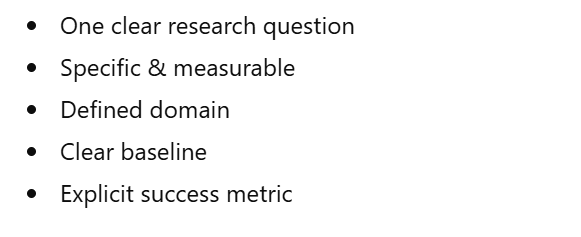 • One clear research question
• Specific & measurable
• Defined domain
• Clear baseline
• Explicit success metric